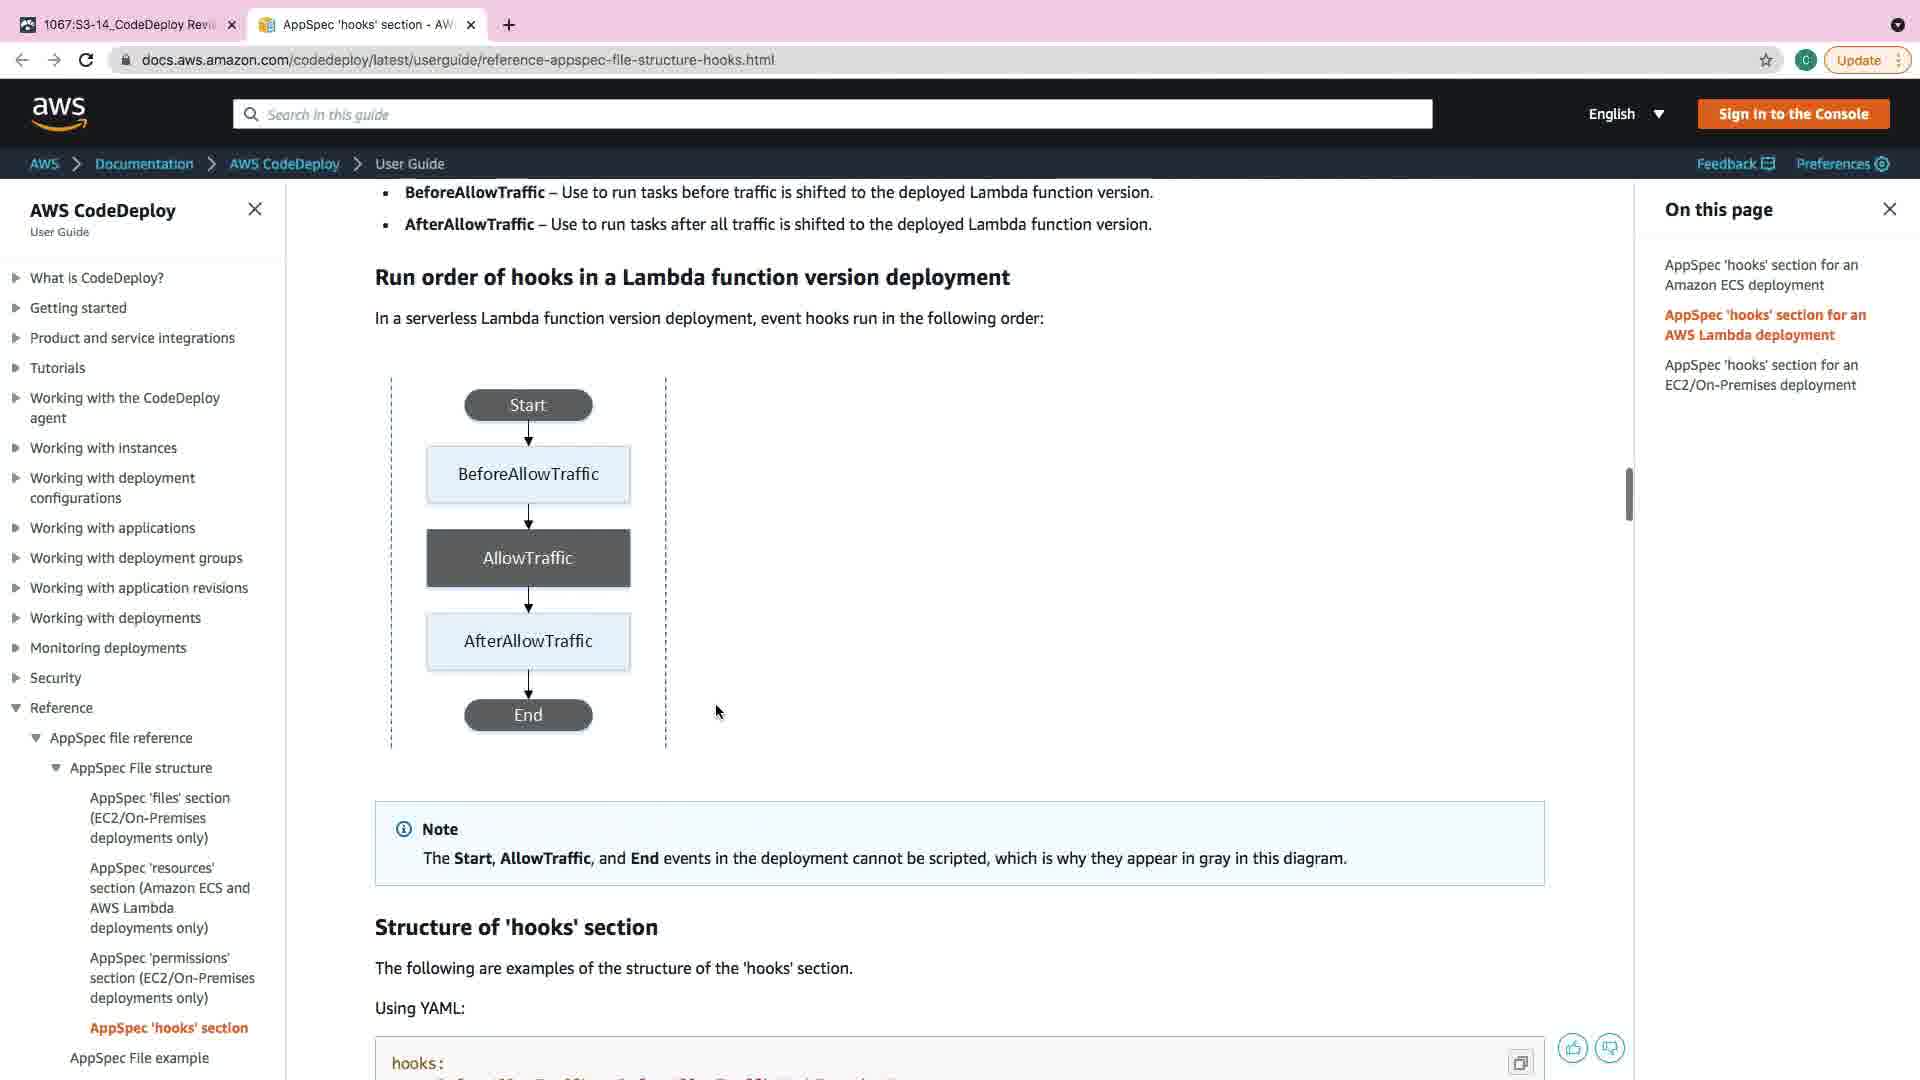 1067:S3-14_CodeDeploy Revi
AppSpec 'hooks' section - AW
docs.aws.amazon.com/codedeploy/latest/userguide/reference-appspec-file-structure-hooks.html
C
Update
aws
Search in this guide
English
Sign In to the Console
AWS
Documentation
AWS CodeDeploy
User Guide
Feedback
Preferences
AWS CodeDeploy
User Guide
What is CodeDeploy?
Getting started
Product and service integrations
Tutorials
Working with the CodeDeploy
agent
Working with instances
Working with deployment
configurations
Working with applications
Working with deployment groups
Working with application revisions
Working with deployments
Monitoring deployments
Security
Reference
AppSpec file reference
AppSpec File structure
AppSpec 'files' section
(EC2/On-Premises
deployments only)
AppSpec 'resources'
section (Amazon ECS and
AWS Lambda
deployments only)
AppSpec 'permissions'
section (EC2/On-Premises
deployments only)
AppSpec 'hooks' section
AppSpec File example
• BeforeAllowTraffic – Use to run tasks before traffic is shifted to the deployed Lambda function version.
• AfterAllowTraffic – Use to run tasks after all traffic is shifted to the deployed Lambda function version.
Run order of hooks in a Lambda function version deployment
In a serverless Lambda function version deployment, event hooks run in the following order:
Start
BeforeAllowTraffic
AllowTraffic
AfterAllowTraffic
End
Note
The Start, AllowTraffic, and End events in the deployment cannot be scripted, which is why they appear in gray in this diagram.
Structure of 'hooks' section
The following are examples of the structure of the 'hooks' section.
Using YAML:
hooks:
On this page
AppSpec 'hooks' section for an
Amazon ECS deployment
AppSpec 'hooks' section for an
AWS Lambda deployment
AppSpec 'hooks' section for an
EC2/On-Premises deployment